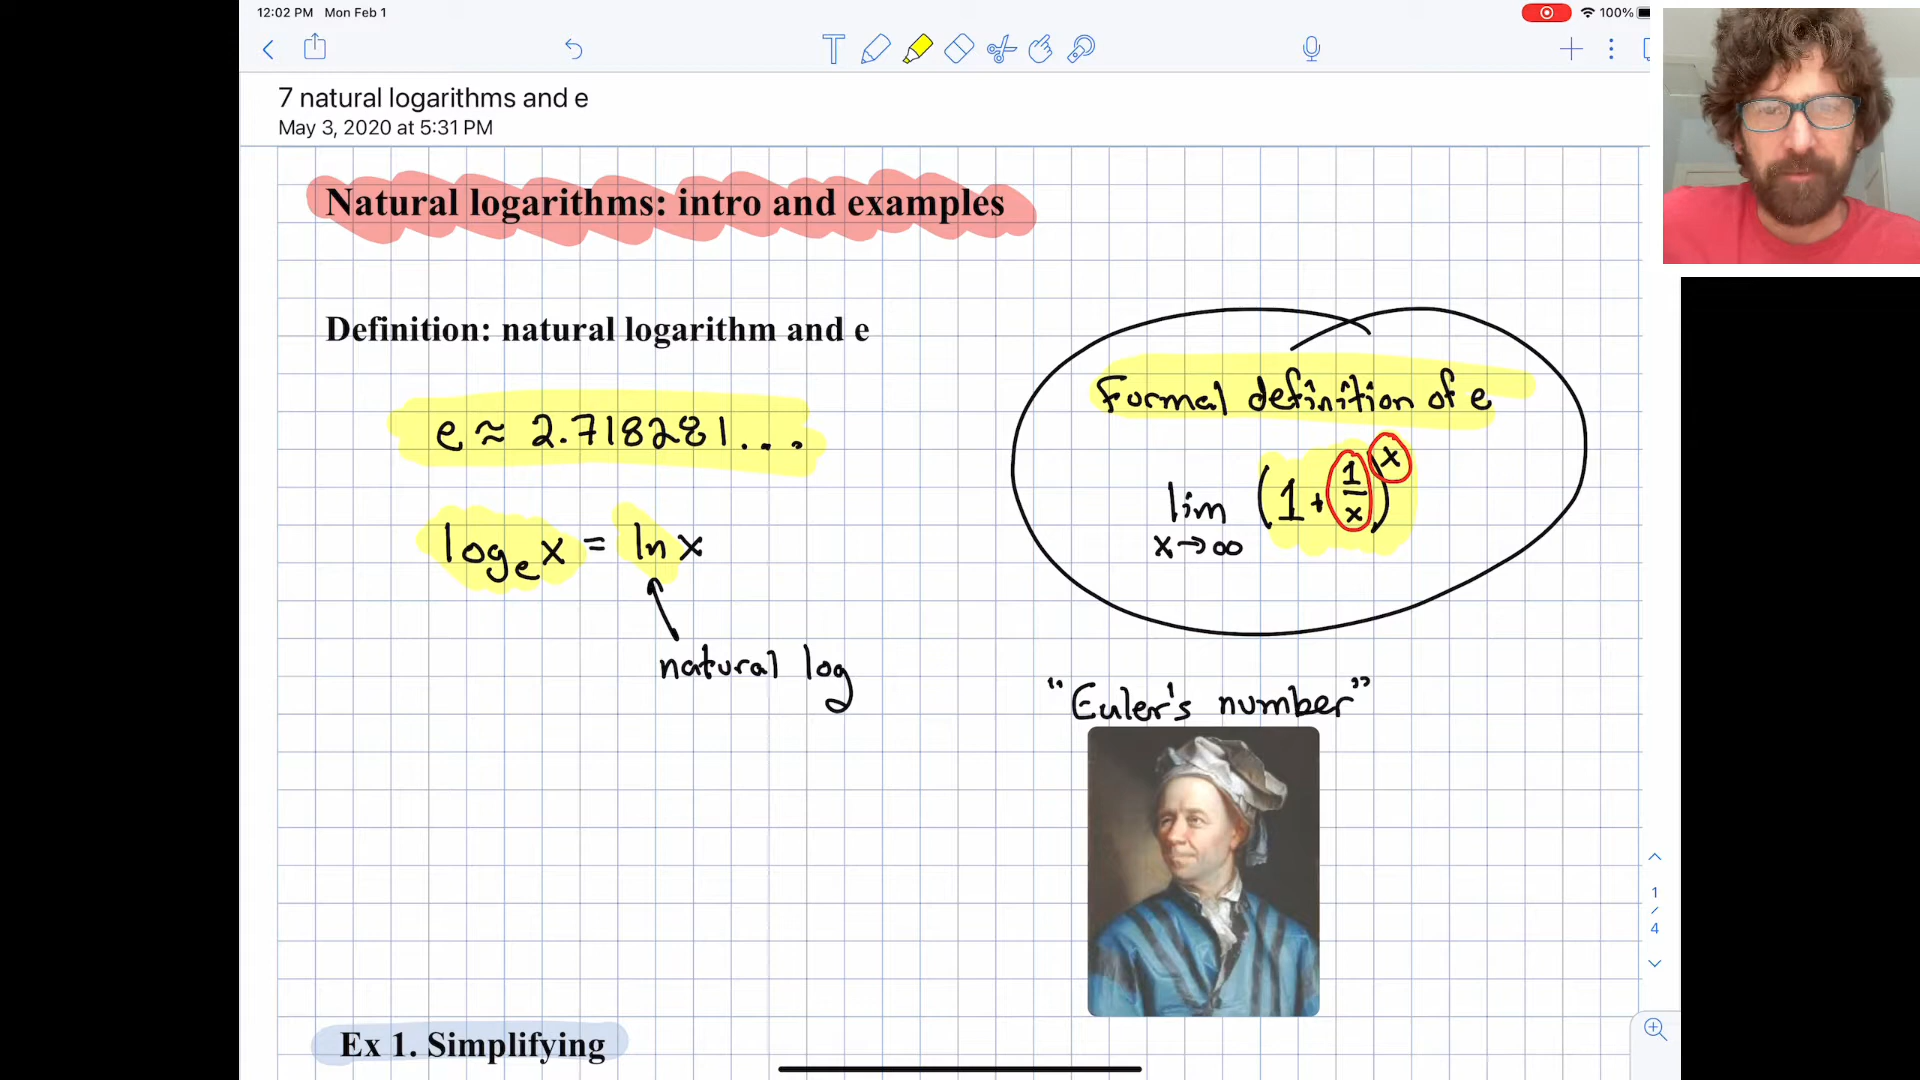 12:02 PM Mon Feb 1
100%
7 natural logarithms and e
May 3, 2020 at 5:31 PM
Natural logarithms: intro and examples
Definition: natural logarithm and e
Formal definition of e
e ≈ 2.718281...
lim x→∞ (1 + 1/x)^x
log_e x = ln x
natural log
"Euler's number"
1
/
4
Ex 1. Simplifying